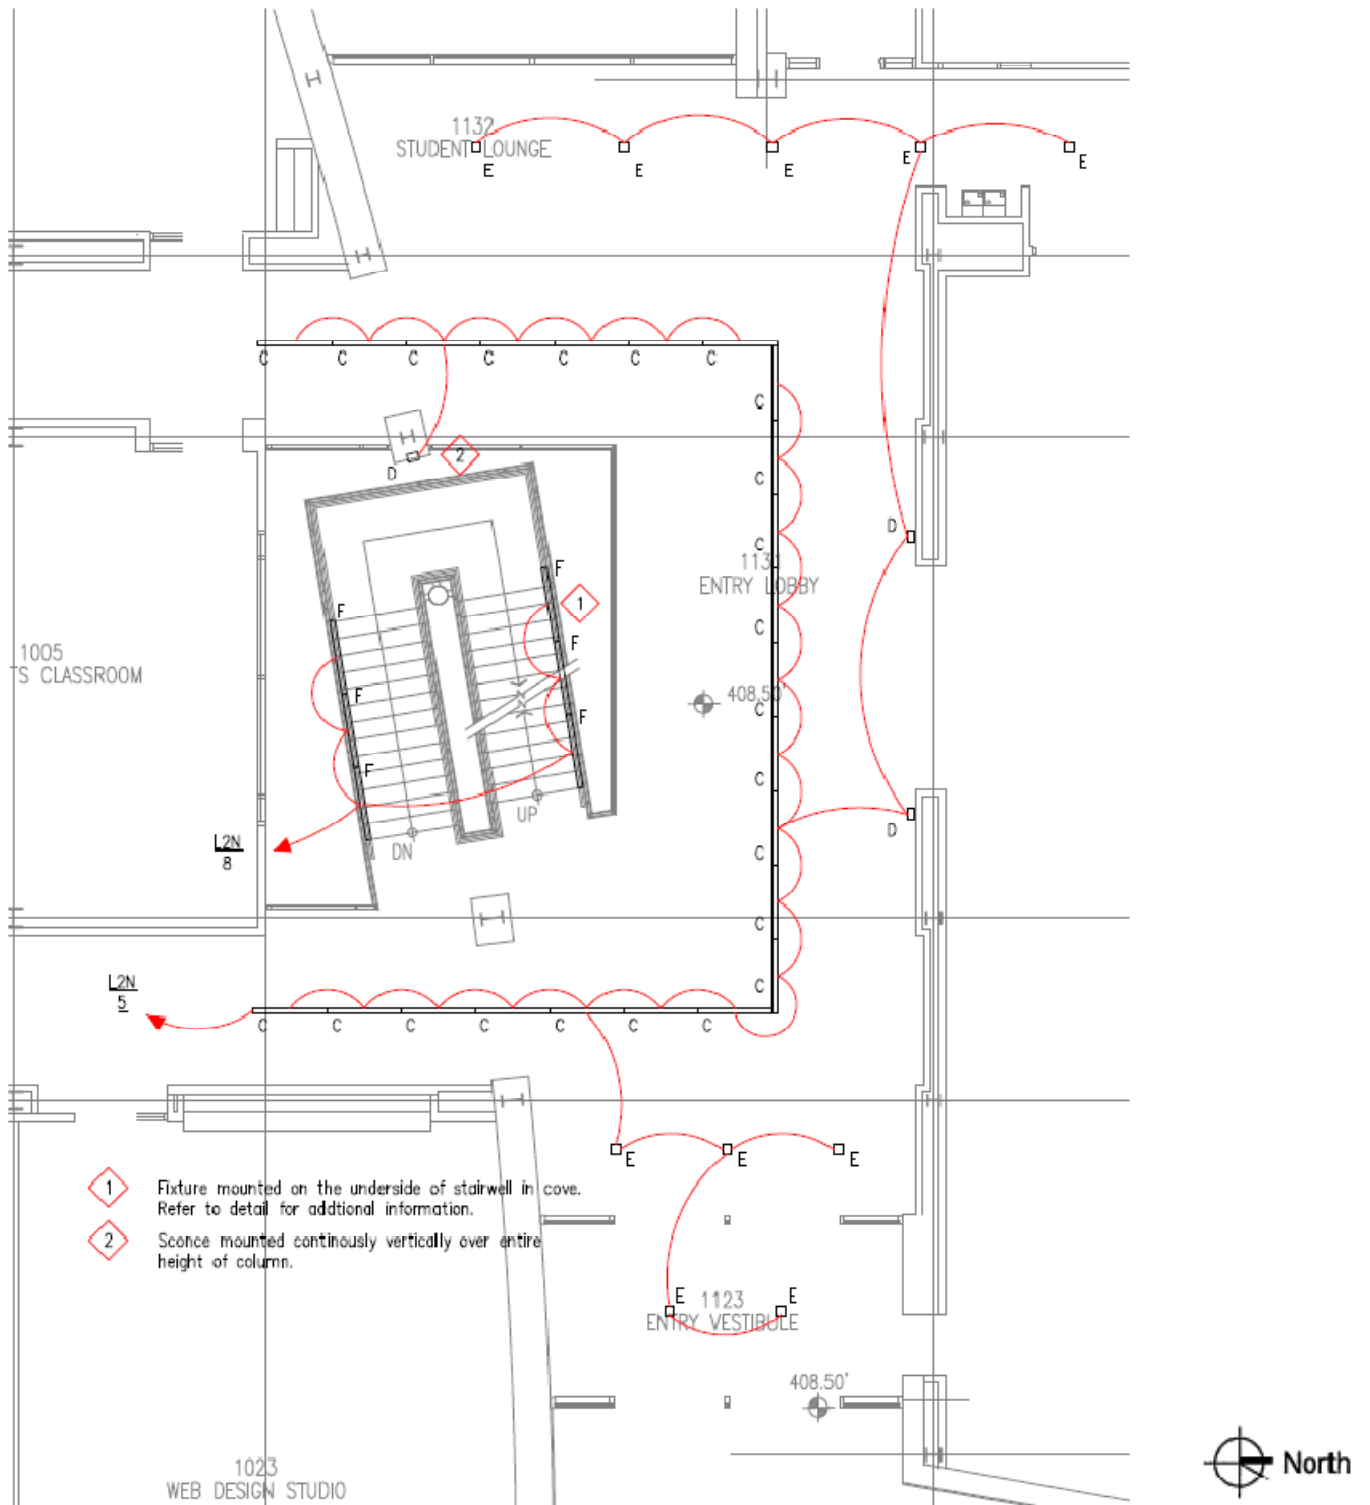 1132
STUDENT LOUNGE
E
E
E
E
E
C
C
C
C
C
C
C
C
D
2
C
D
C
1131
ENTRY LOBBY
F
1
F
C
F
1005
TS CLASSROOM
F
408.50'
C
F
F
C
UP
D
L2N
8
DN
C
C
L2N
5
C
C
C
C
C
C
C
C
E
E
E
1
Fixture mounted on the underside of stairwell in cove.
Refer to detail for addtional information.
2
Sconce mounted continously vertically over entire
height of column.
E
E
1123
ENTRY VESTIBULE
408.50'
1023
WEB DESIGN STUDIO
North